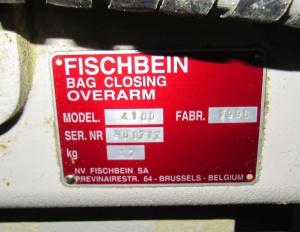 FISCHBEIN
BAG CLOSING
OVERARM
MODEL. 4100 FABR.
SER. NR
kg
NV FISCHBEIN SA
PREVINAIRESTR. 64 - BRUSSELS - BELGIUM